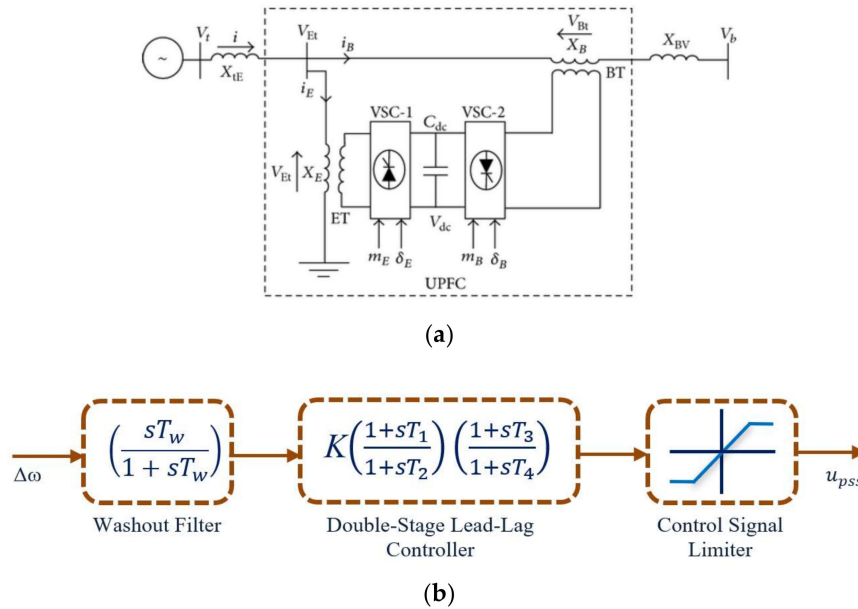 V_t i V_Et i_B V_Bt X_B X_BV V_b
~ X_tE BT
i_E VSC-1 C_dc VSC-2
V_Et X_E
ET V_dc
m_E δ_E m_B δ_B
UPFC
(a)
Δω (sT_w / 1 + sT_w) K(1+sT_1 / 1+sT_2)(1+sT_3 / 1+sT_4) u_pss
Washout Filter Double-Stage Lead-Lag Control Signal
Controller Limiter
(b)